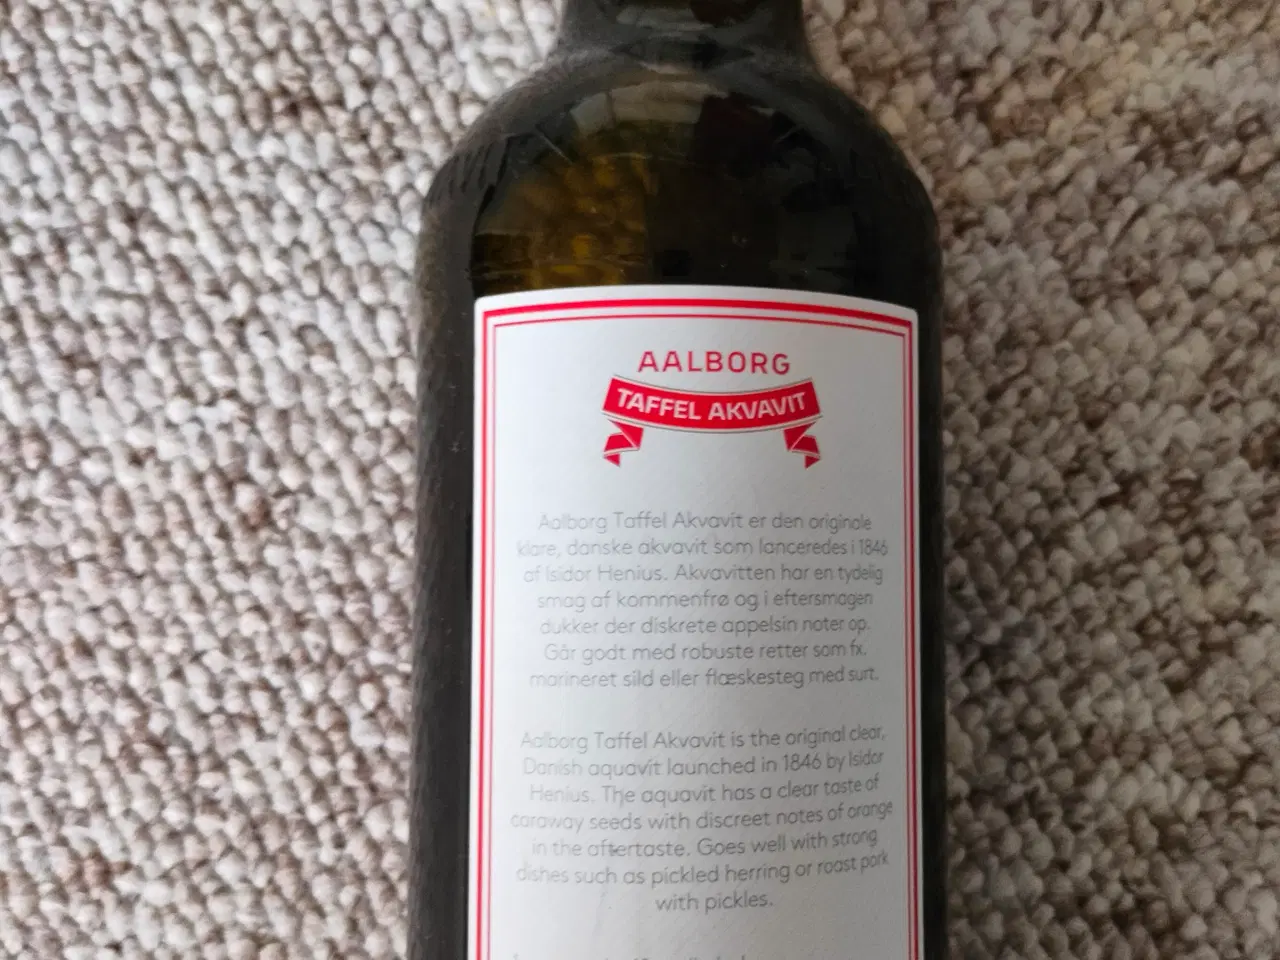 AALBORG
TAFFEL AKVAVIT
Aalborg Taffel Akvavit er den originale
klare, danske akvavit som lanceredes i 1846
af Isidor Henius. Akvavitten har en tydelig
smag af kommenfrø og i eftersmagen
dukker der diskrete appelsin noter op.
Går godt med robuste retter som fx.
marineret sild eller flæskesteg med surt.
Aalborg Taffel Akvavit is the original clear,
Danish aquavit launched in 1846 by Isidor
Henius. The aquavit has a clear taste of
caraway seeds with discreet notes of orange
in the aftertaste. Goes well with strong
dishes such as pickled herring or roast pork
with pickles.